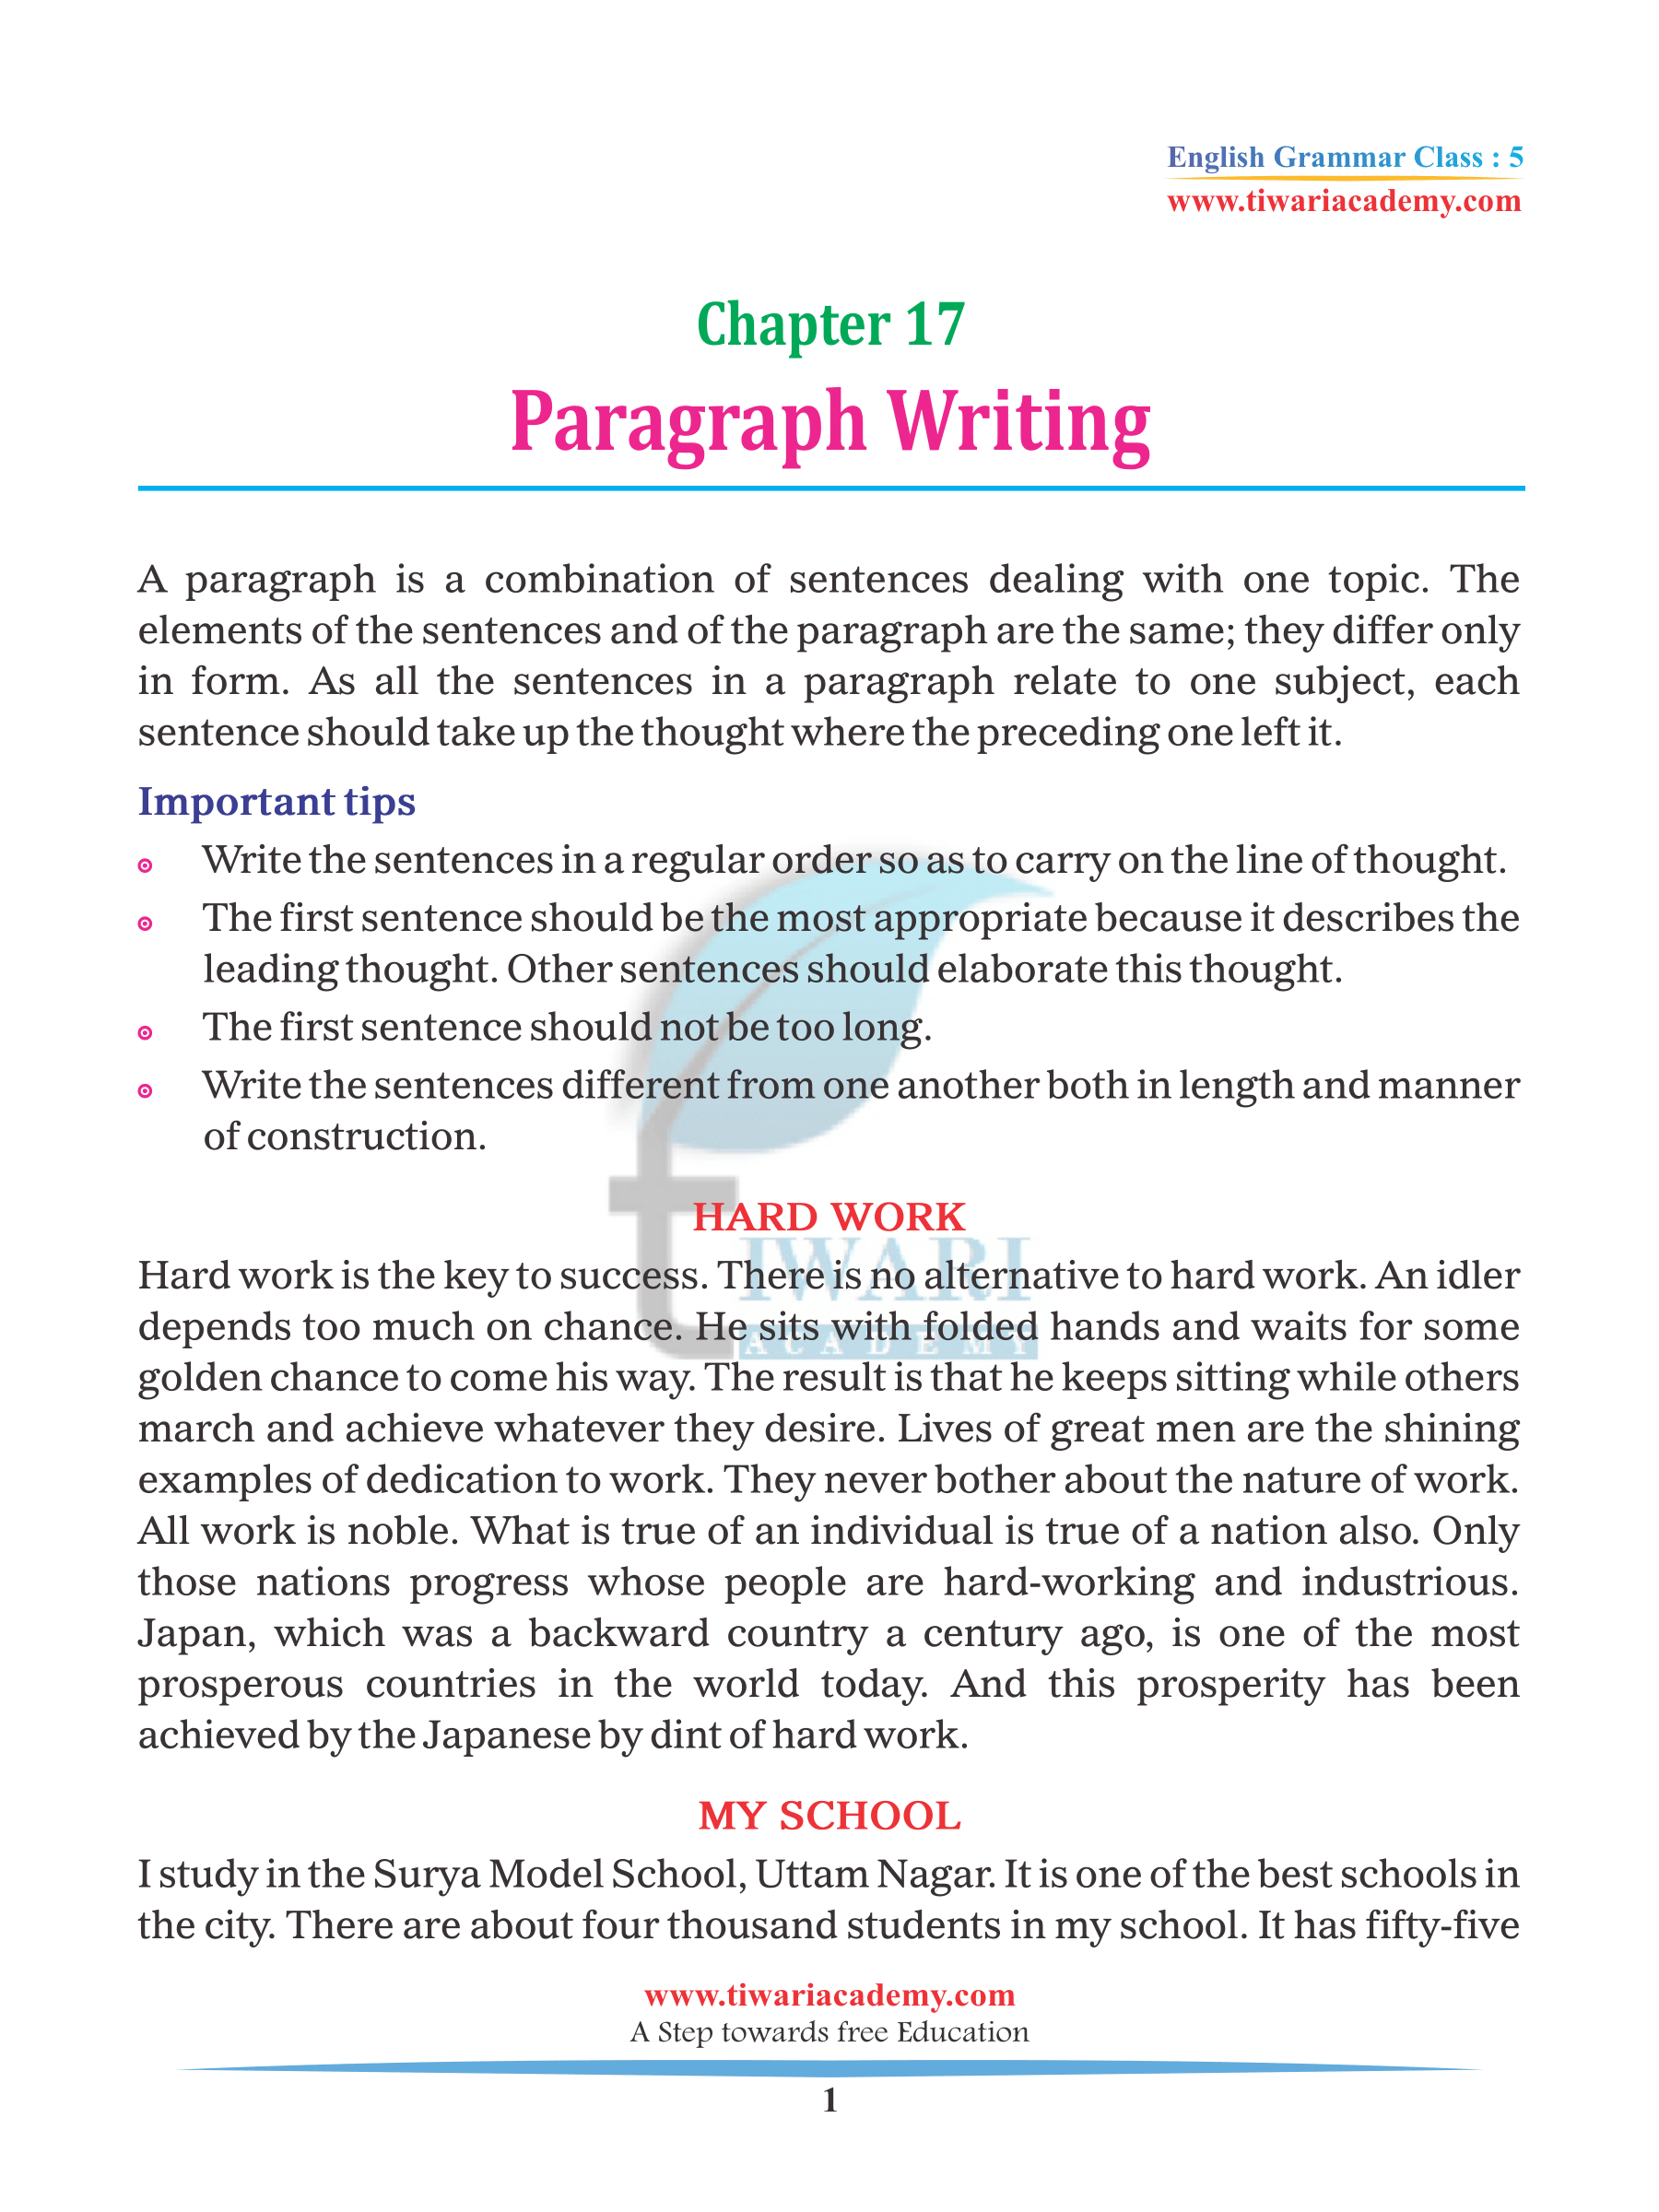 English Grammar Class : 5
www.tiwariacademy.com
Chapter 17
Paragraph Writing
A paragraph is a combination of sentences dealing with one topic. The
elements of the sentences and of the paragraph are the same; they differ only
in form. As all the sentences in a paragraph relate to one subject, each
sentence should take up the thought where the preceding one left it.
Important tips
Write the sentences in a regular order so as to carry on the line of thought.
The first sentence should be the most appropriate because it describes the
leading thought. Other sentences should elaborate this thought.
The first sentence should not be too long.
Write the sentences different from one another both in length and manner
of construction.
HARD WORK
TIWARI
ACADEMY
Hard work is the key to success. There is no alternative to hard work. An idler
depends too much on chance. He sits with folded hands and waits for some
golden chance to come his way. The result is that he keeps sitting while others
march and achieve whatever they desire. Lives of great men are the shining
examples of dedication to work. They never bother about the nature of work.
All work is noble. What is true of an individual is true of a nation also. Only
those nations progress whose people are hard-working and industrious.
Japan, which was a backward country a century ago, is one of the most
prosperous countries in the world today. And this prosperity has been
achieved by the Japanese by dint of hard work.
MY SCHOOL
I study in the Surya Model School, Uttam Nagar. It is one of the best schools in
the city. There are about four thousand students in my school. It has fifty-five
www.tiwariacademy.com
A Step towards free Education
1